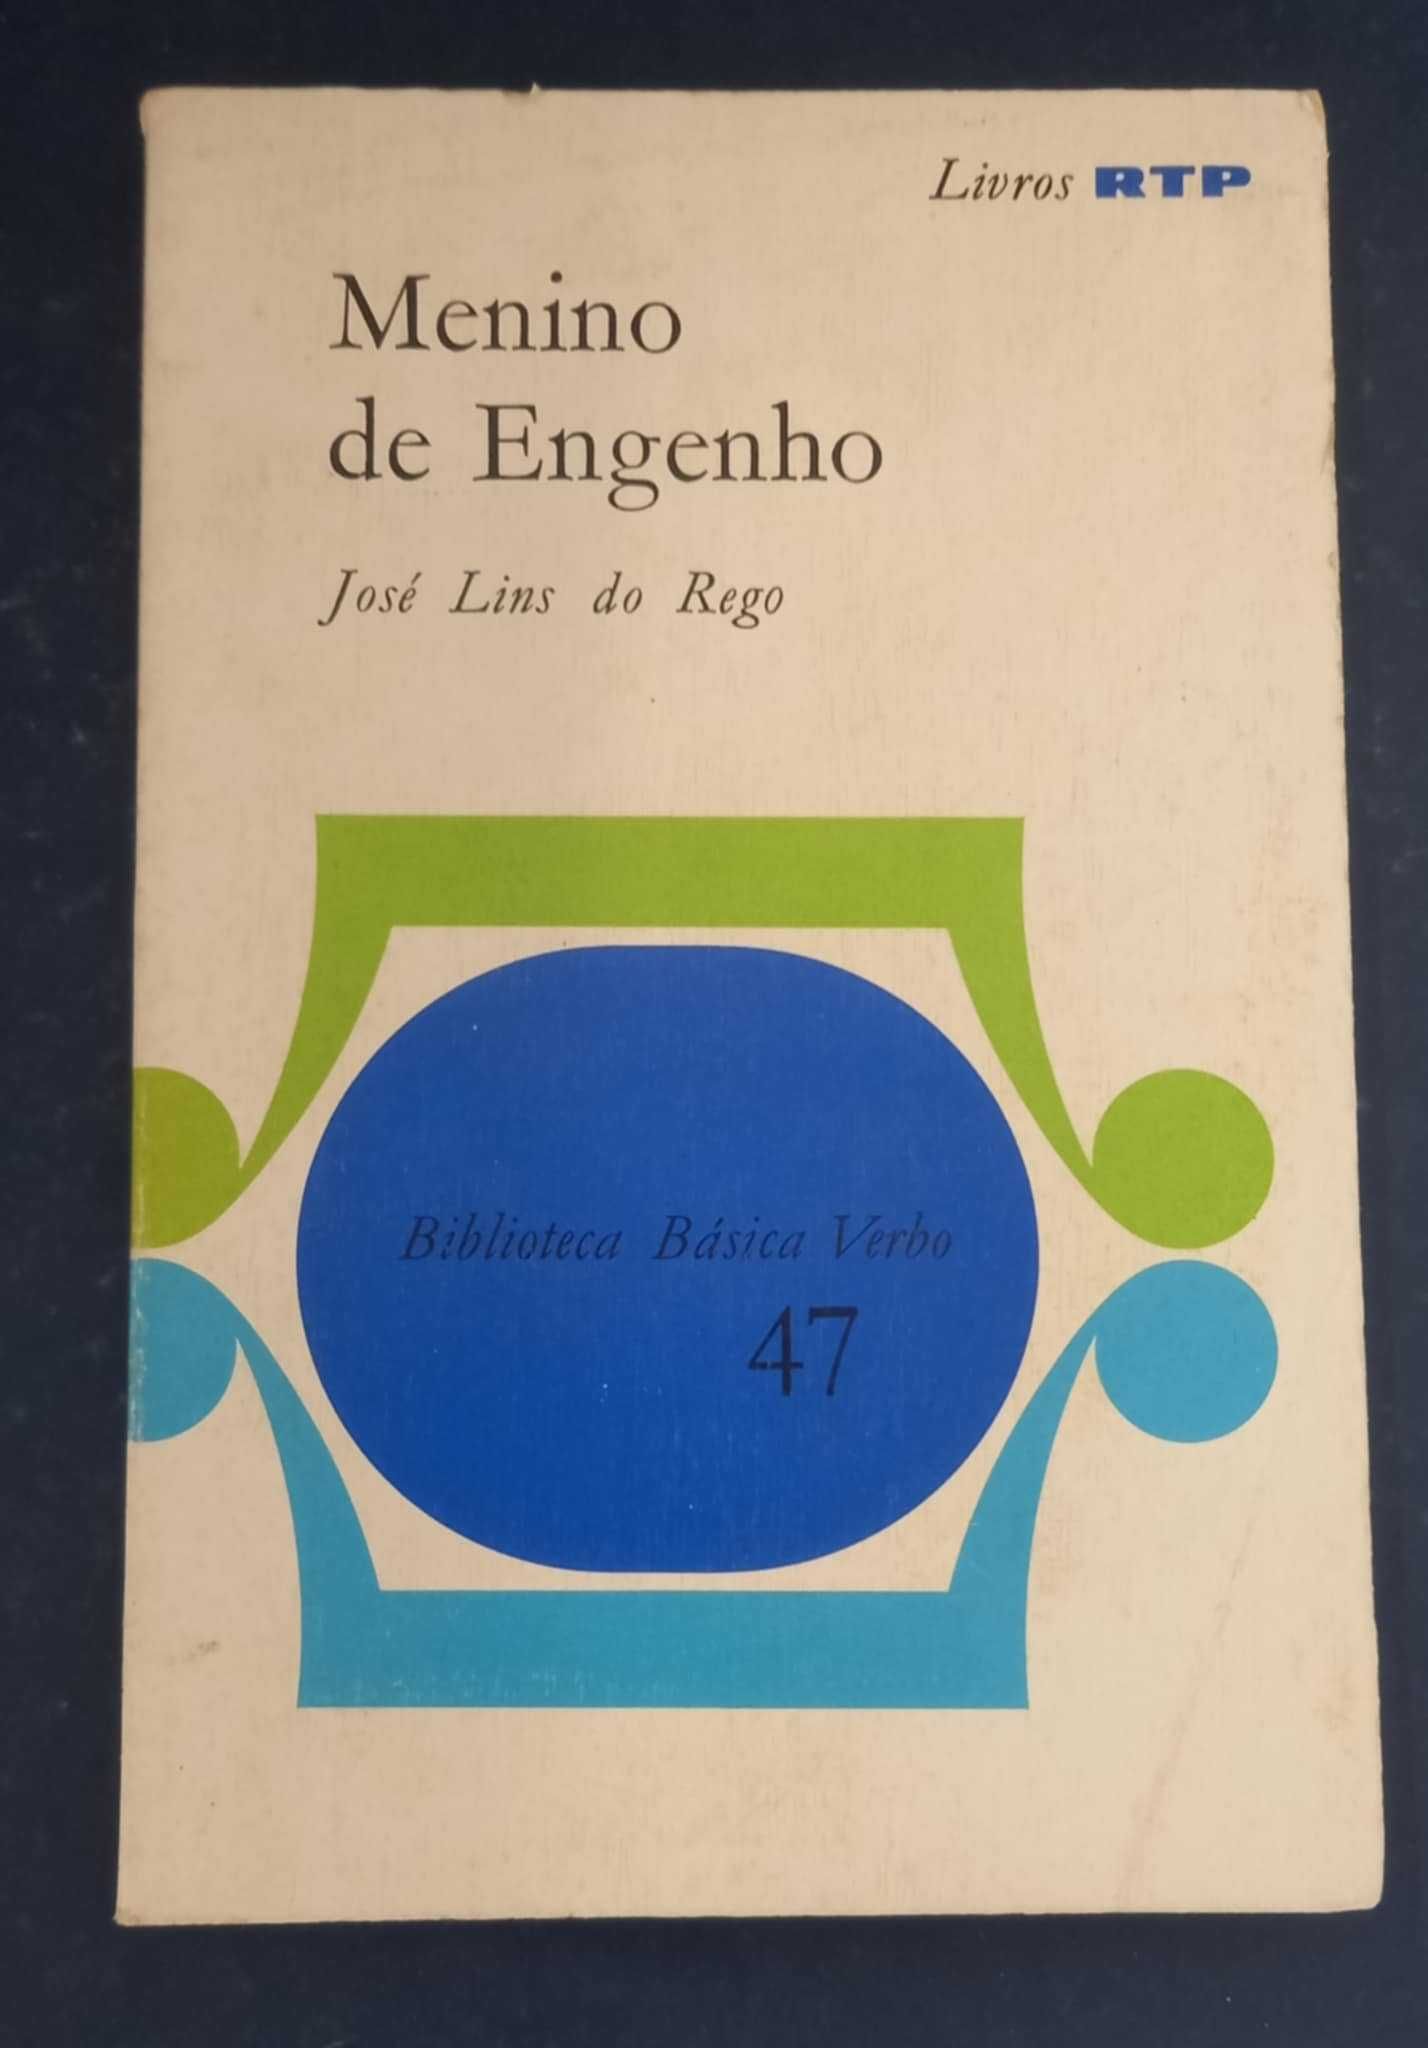 Livros RTP
Menino
de Engenho
José Lins do Rego
Biblioteca Básica Verbo
47